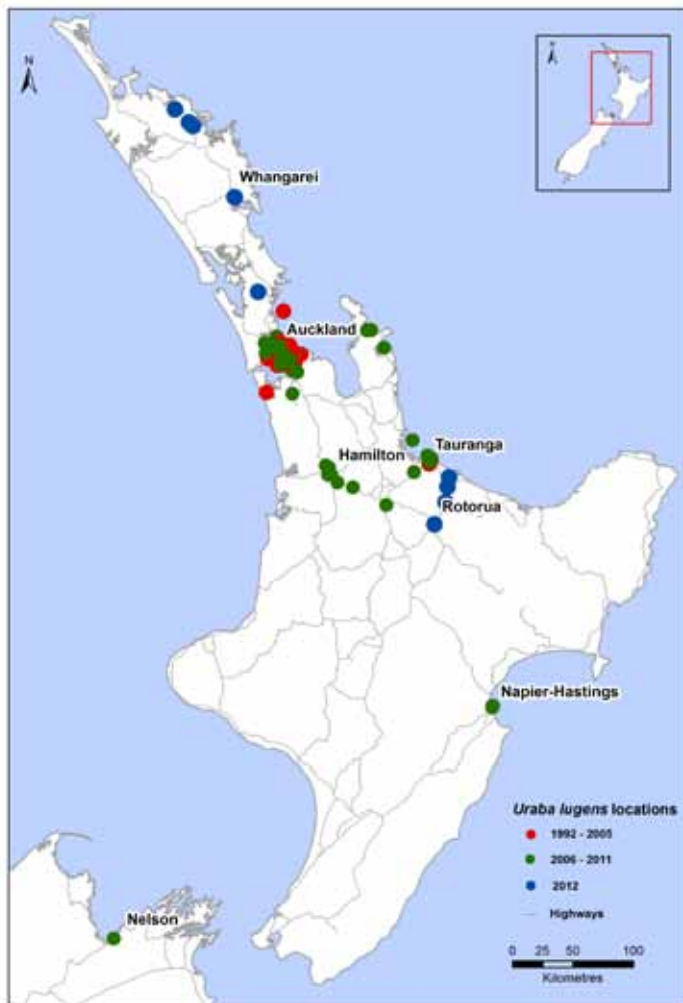 N
N
Whangarei
Auckland
Tauranga
Hamilton
Rotorua
Napier-Hastings
Uraba lugens locations
1992 - 2005
2006 - 2011
2012
Highways
Nelson
0 25 50 100
Kilometres